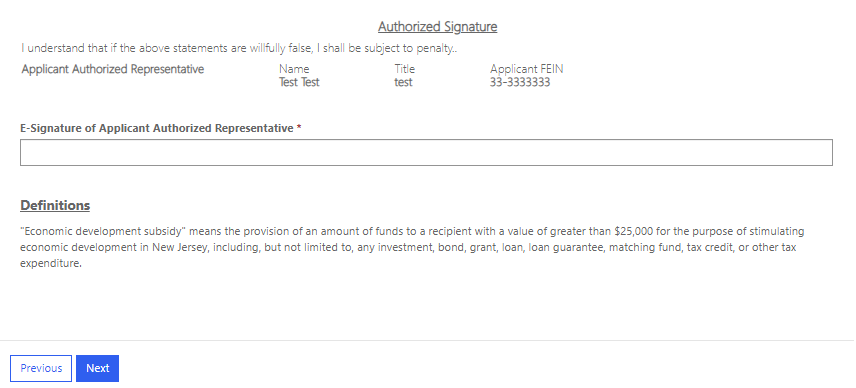 Authorized Signature
I understand that if the above statements are willfully false, I shall be subject to penalty..
Applicant Authorized Representative Name Title Applicant FEIN
Test Test test 33-3333333
E-Signature of Applicant Authorized Representative *
Definitions
"Economic development subsidy" means the provision of an amount of funds to a recipient with a value of greater than $25,000 for the purpose of stimulating
economic development in New Jersey, including, but not limited to, any investment, bond, grant, loan, loan guarantee, matching fund, tax credit, or other tax
expenditure.
Previous Next